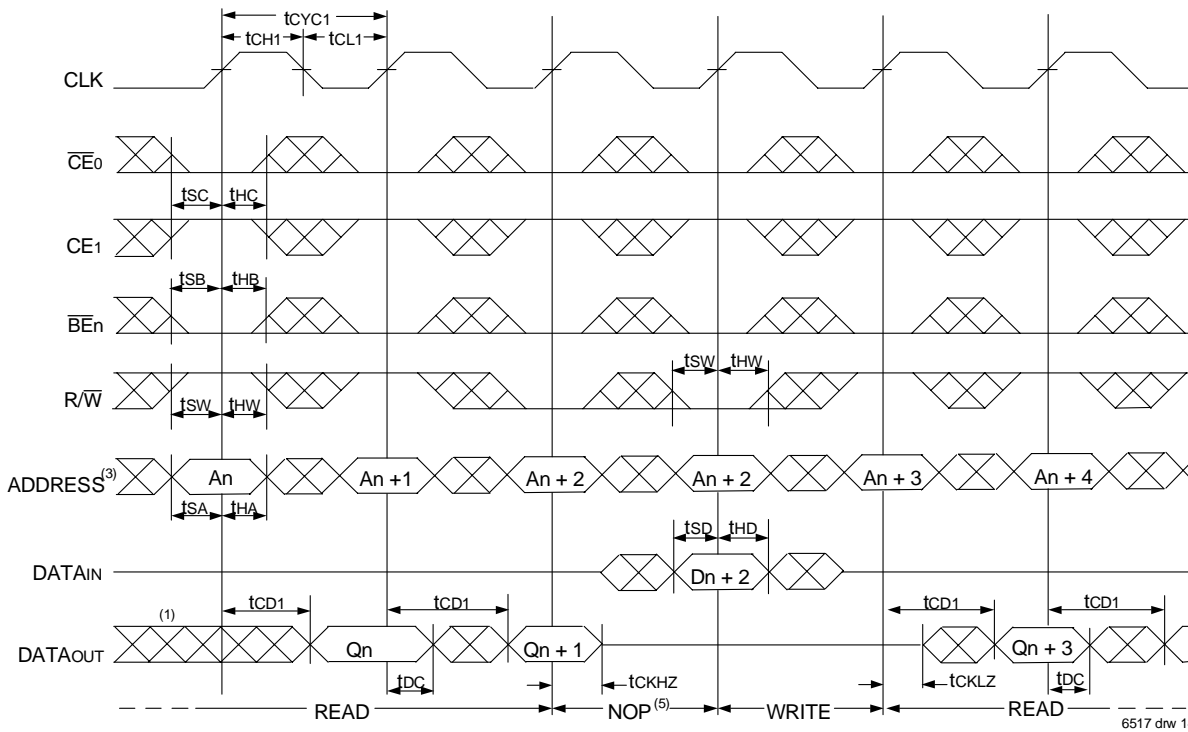 tCYC1
tCH1 tCL1
CLK
CE0
tSC tHC
CE1
tSB tHB
BEn
tSW tHW
R/W
tSW tHW
ADDRESS(3) An An +1 An + 2 An + 2 An + 3 An + 4
tSA tHA
tSD tHD
DATAIN Dn + 2
(1) tCD1 tCD1 tCD1 tCD1
DATAOUT Qn Qn + 1 Qn + 3
tDC tCKHZ tCKLZ tDC
READ NOP(5) WRITE READ
6517 drw 1